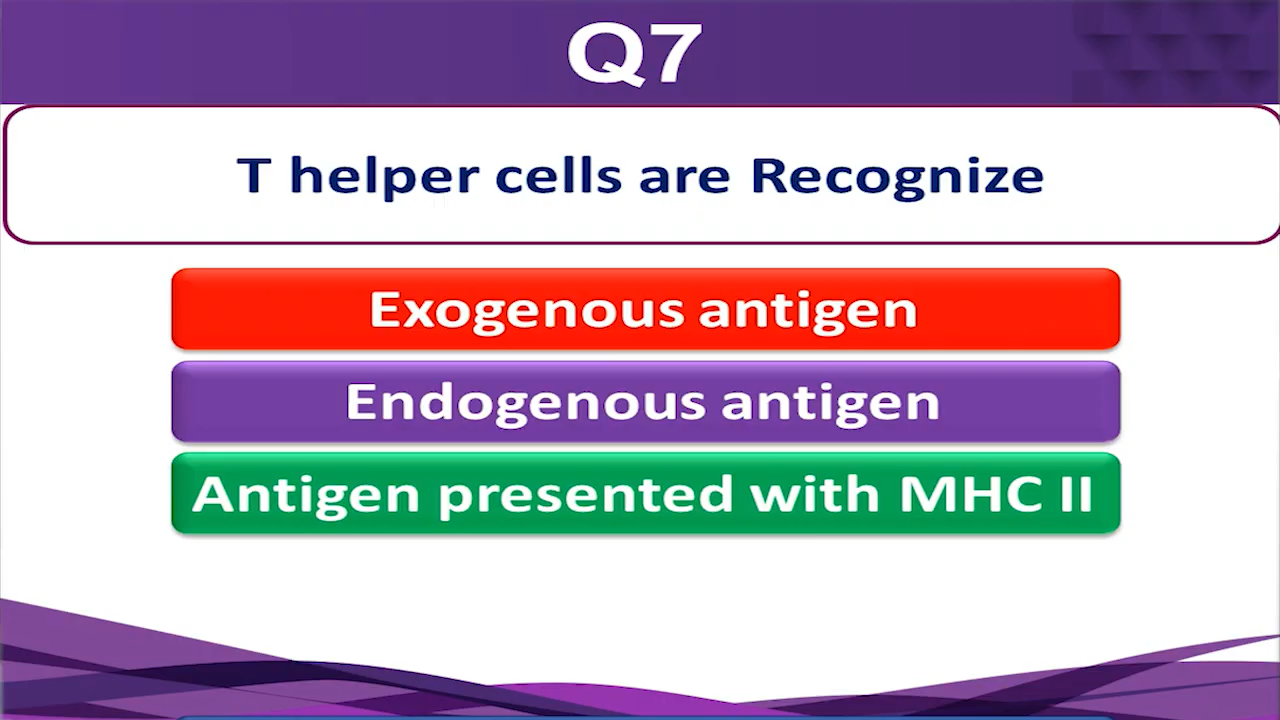 Q7
T helper cells are Recognize
Exogenous antigen
Endogenous antigen
Antigen presented with MHC II